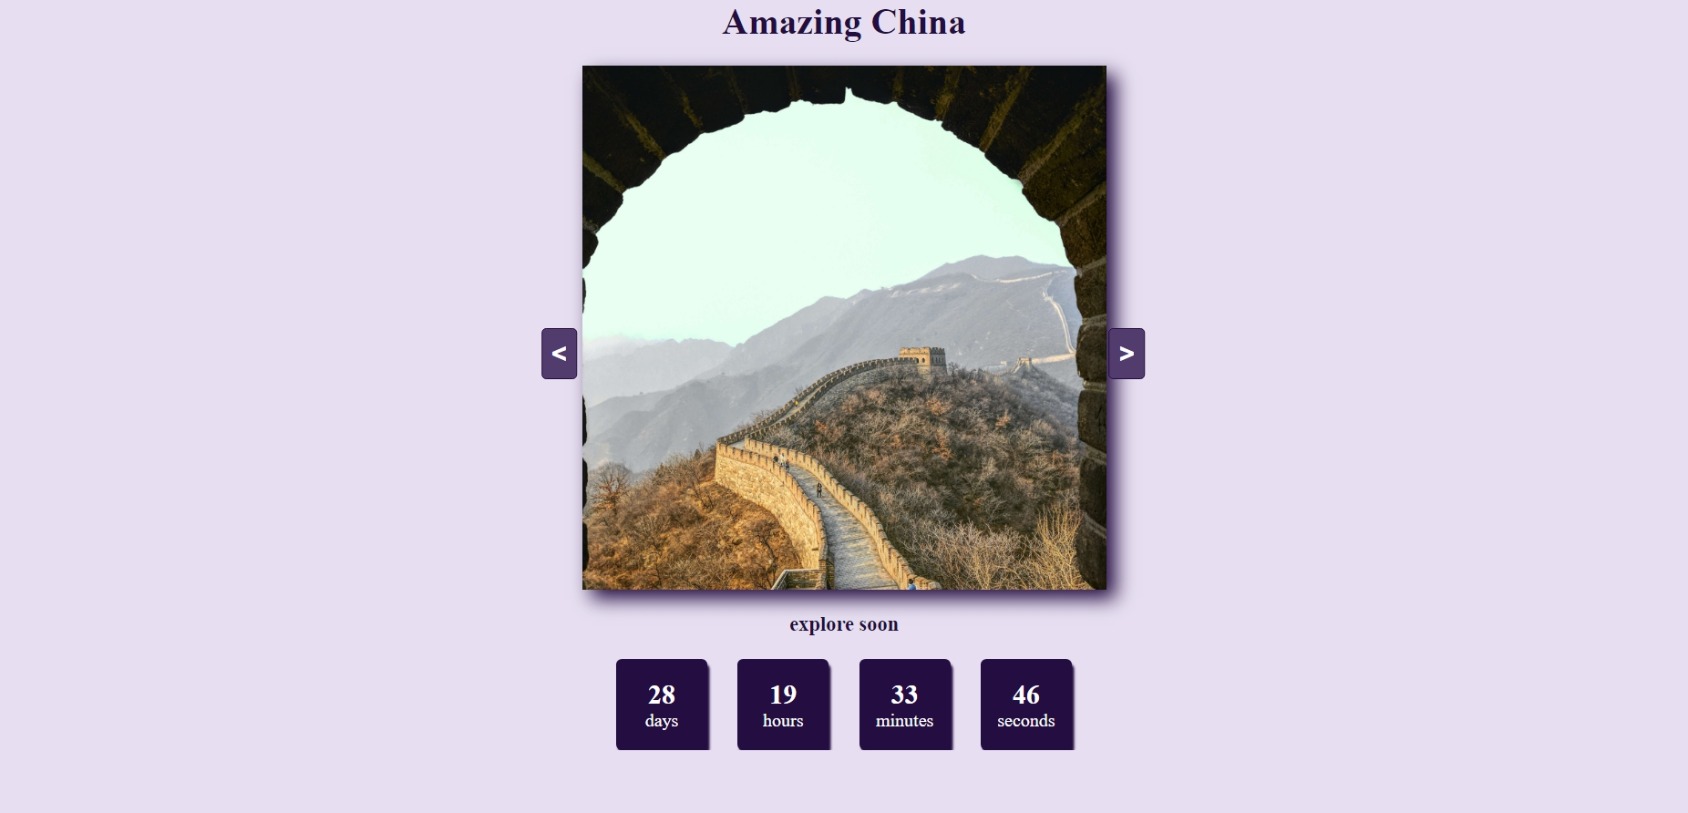 Amazing China
<
>
explore soon
28
19
33
46
days
hours
minutes
seconds